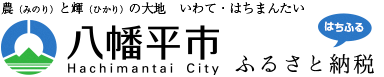 農(みのり)と輝(ひかり)の大地 いわて・はちまんたい
八幡平市
Hachimantai City
はちふる
ふるさと納税